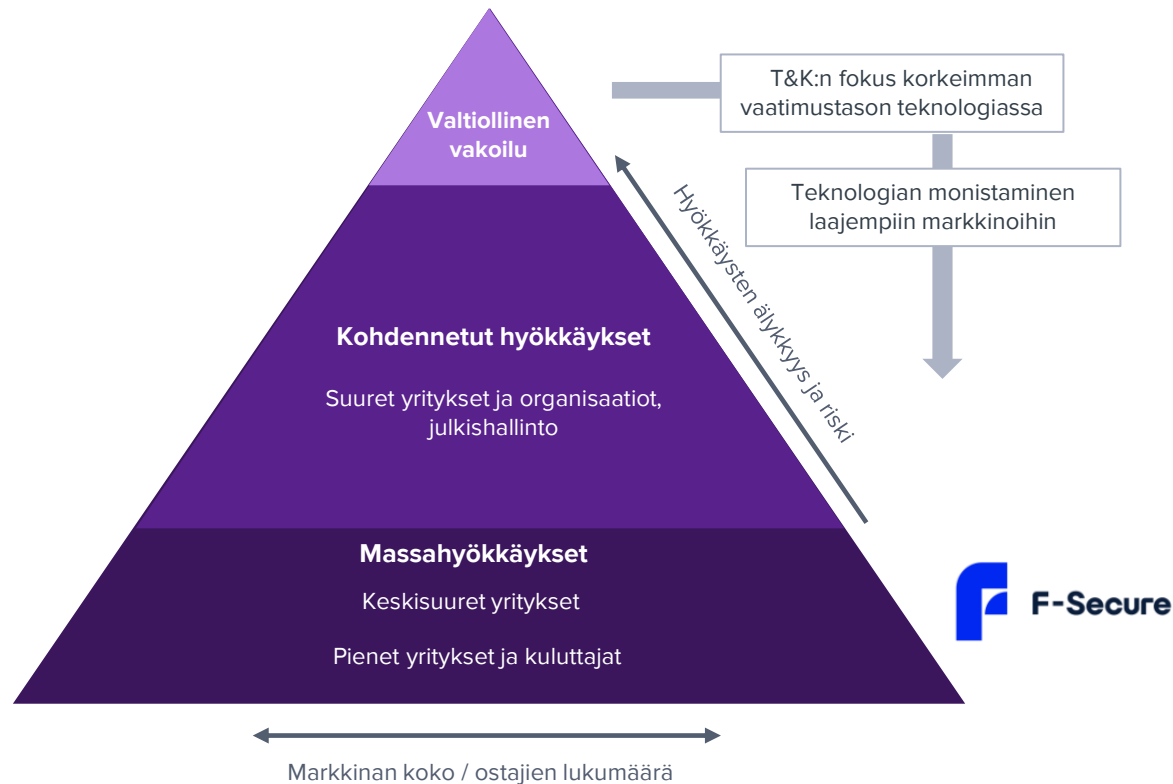 T&K:n fokus korkeimman
vaatimustason teknologiassa
Valtiollinen
vakoilu
Teknologian monistaminen
laajempiin markkinoihin
Hyökkäysten älykkyys ja riski
Kohdennetut hyökkäykset
Suuret yritykset ja organisaatiot,
julkishallinto
Massahyökkäykset
Keskisuuret yritykset
Pienet yritykset ja kuluttajat
F-Secure
Markkinan koko / ostajien lukumäärä